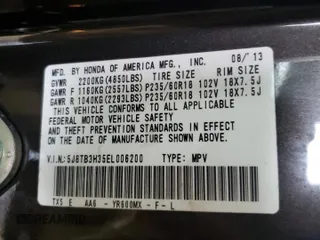 MFD. BY HONDA OF AMERICA MFG., INC. 08/13
GVWR 2200KG(4850LBS) TIRE SIZE RIM SIZE
GAWR F 1160KG(2557LBS) P235/60R18 102V 18X7.5J
GAWR R 1040KG(2293LBS) P235/60R18 102V 18X7.5J
THIS VEHICLE CONFORMS TO ALL APPLICABLE
FEDERAL MOTOR VEHICLE SAFETY STANDARDS
IN EFFECT ON THE DATE OF MANUFACTURE
SHOWN ABOVE.
V.I.N.: 5J8TB3H35EL006200 TYPE: MPV
TX5 E AA6 - YR600MX - F - L